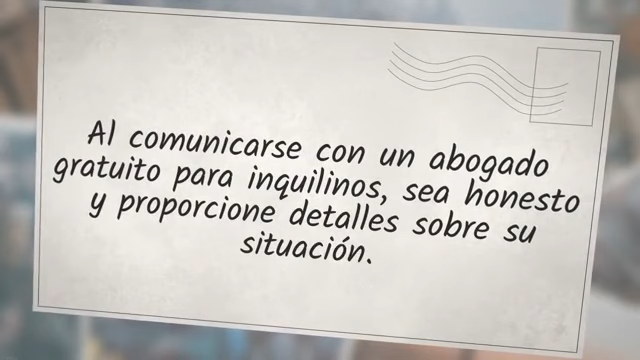 Al comunicarse con un abogado
gratuito para inquilinos, sea honesto
y proporcione detalles sobre su
situación.